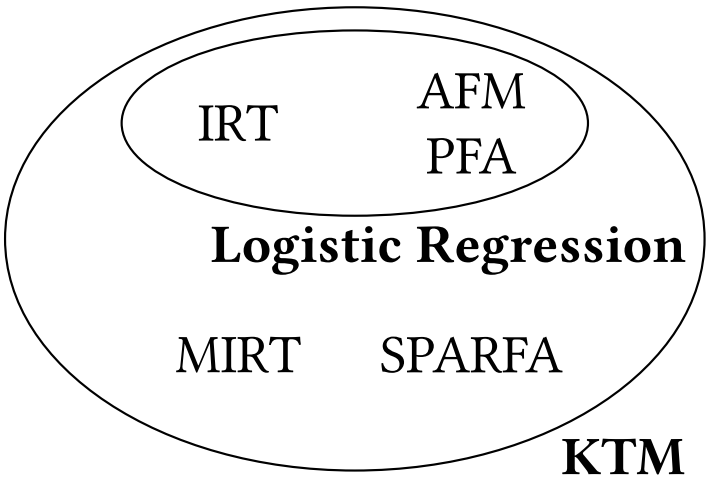 IRT
AFM
PFA
Logistic Regression
MIRT SPARFA
KTM